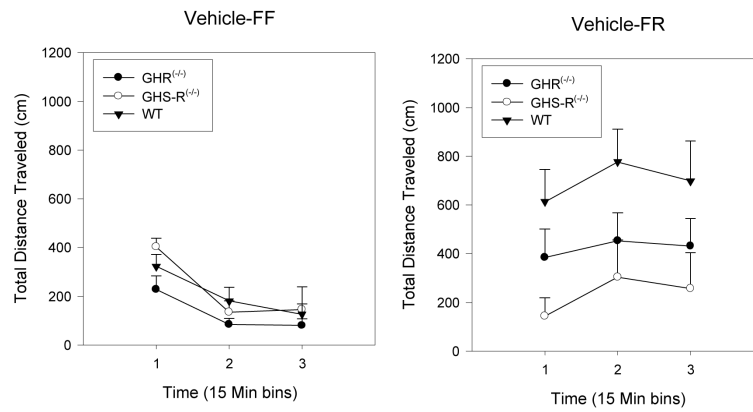 Vehicle-FF
1200
1000
800
600
400
200
0
Total Distance Traveled (cm)
GHR(-/-)
GHS-R(-/-)
WT
1 2 3
Time (15 Min bins)
Vehicle-FR
1200
1000
800
600
400
200
0
Total Distance Traveled (cm)
GHR(-/-)
GHS-R(-/-)
WT
1 2 3
Time (15 Min bins)